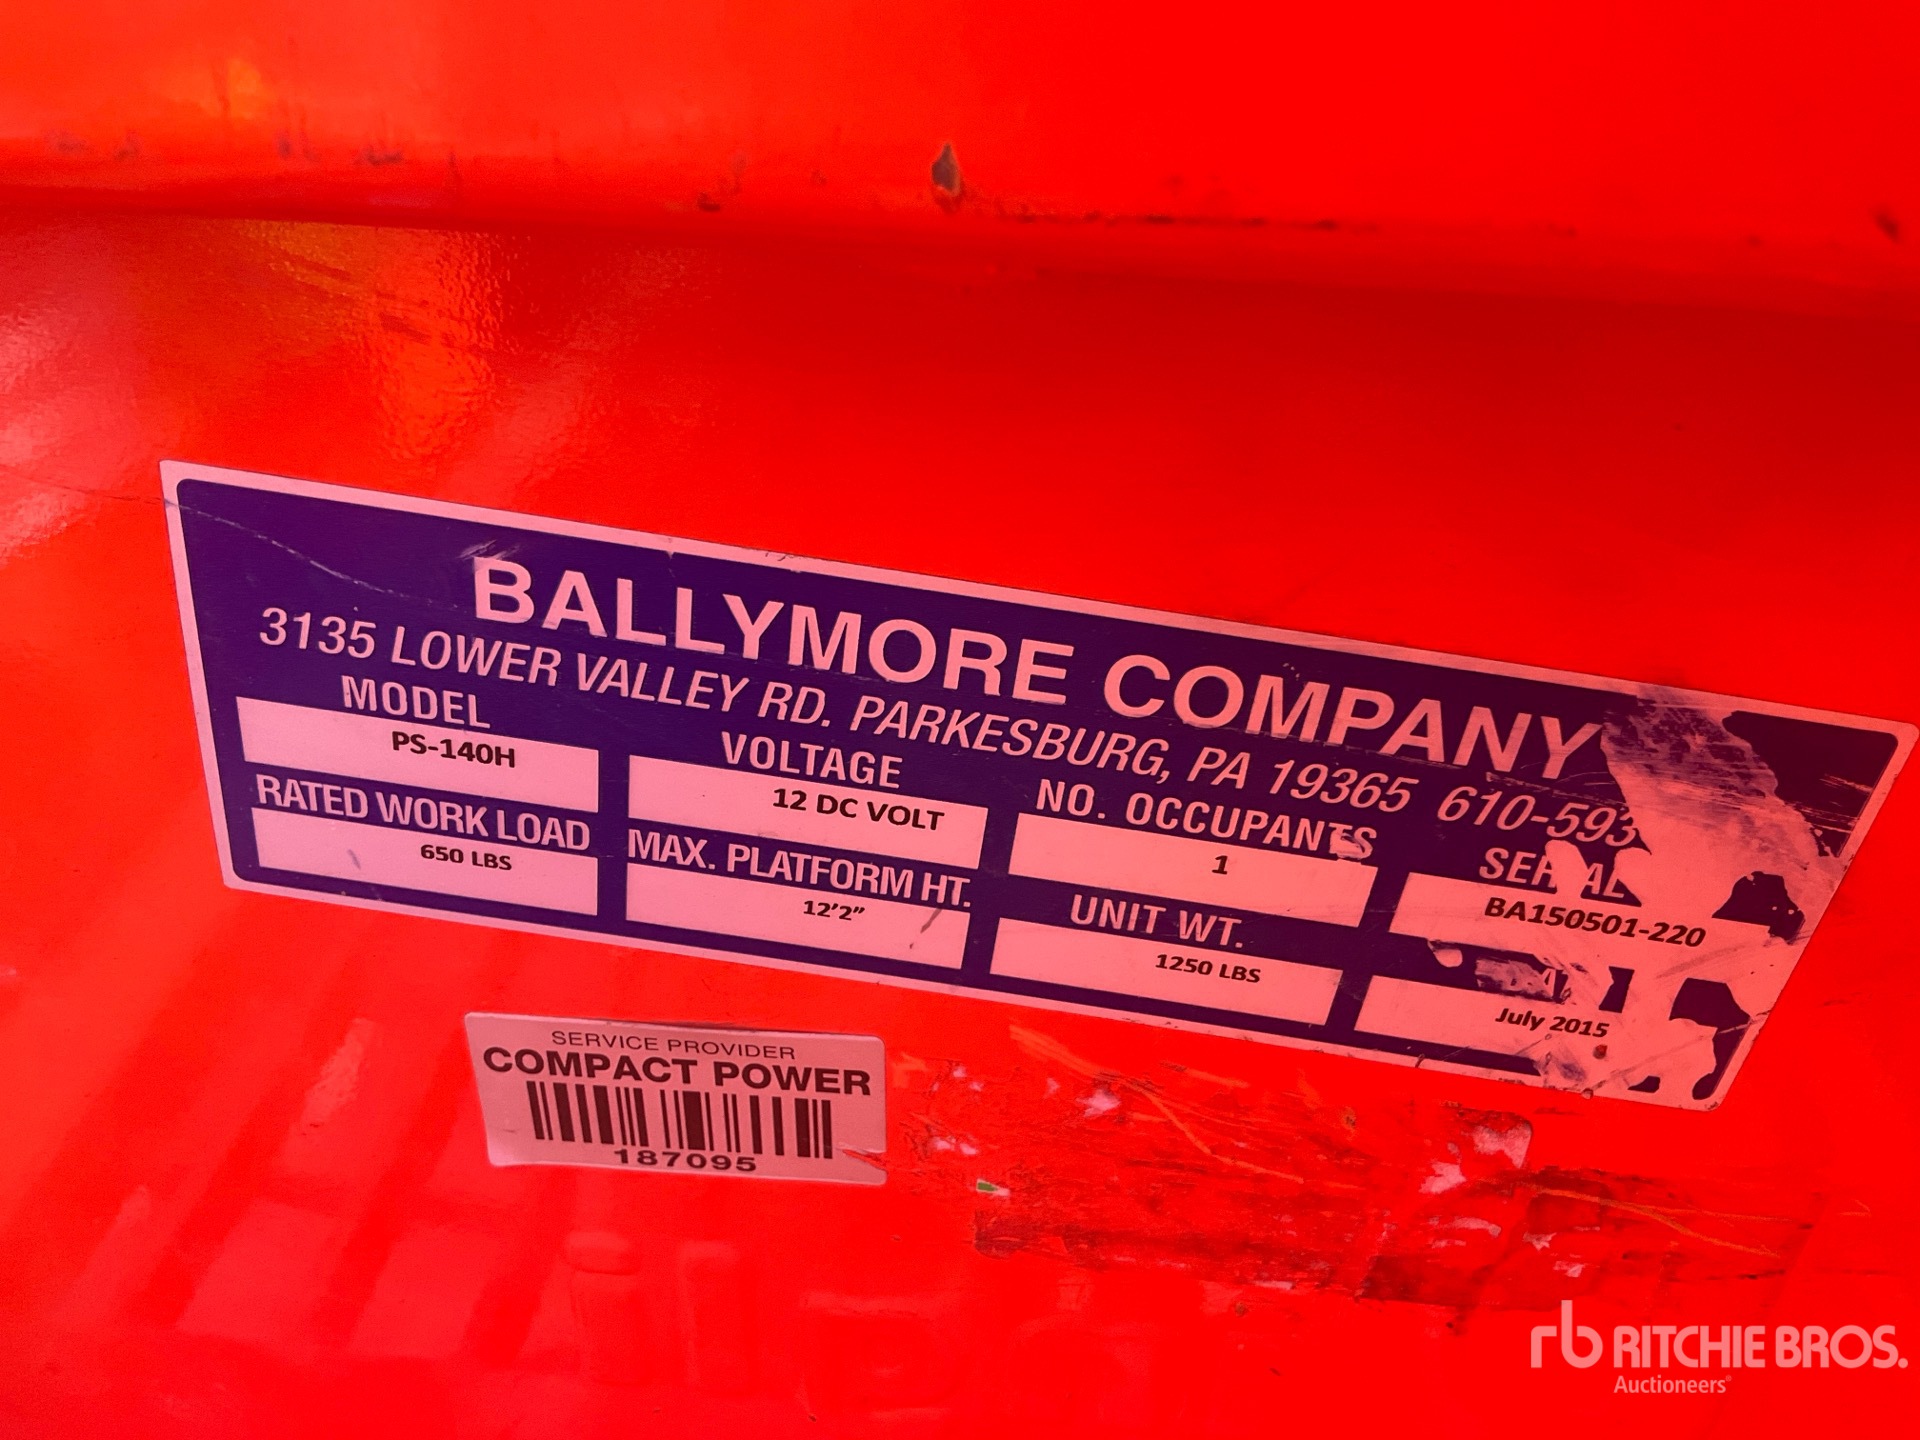 BALLYMORE COMPANY
3135 LOWER VALLEY RD. PARKESBURG, PA 19365 610-593
MODEL VOLTAGE NO. OCCUPANTS SERIAL
PS-140H 12 DC VOLT 1 BA150501-220
RATED WORK LOAD MAX. PLATFORM HT. UNIT WT.
650 LBS 12'2" 1250 LBS July 2015
SERVICE PROVIDER
COMPACT POWER
187095
rb RITCHIE BROS.
Auctioneers